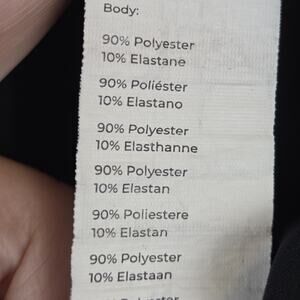 Body:
90% Polyester
10% Elastane
90% Poliéster
10% Elastano
90% Polyester
10% Elasthanne
90% Polyester
10% Elastan
90% Poliestere
10% Elastan
90% Polyester
10% Elastaan